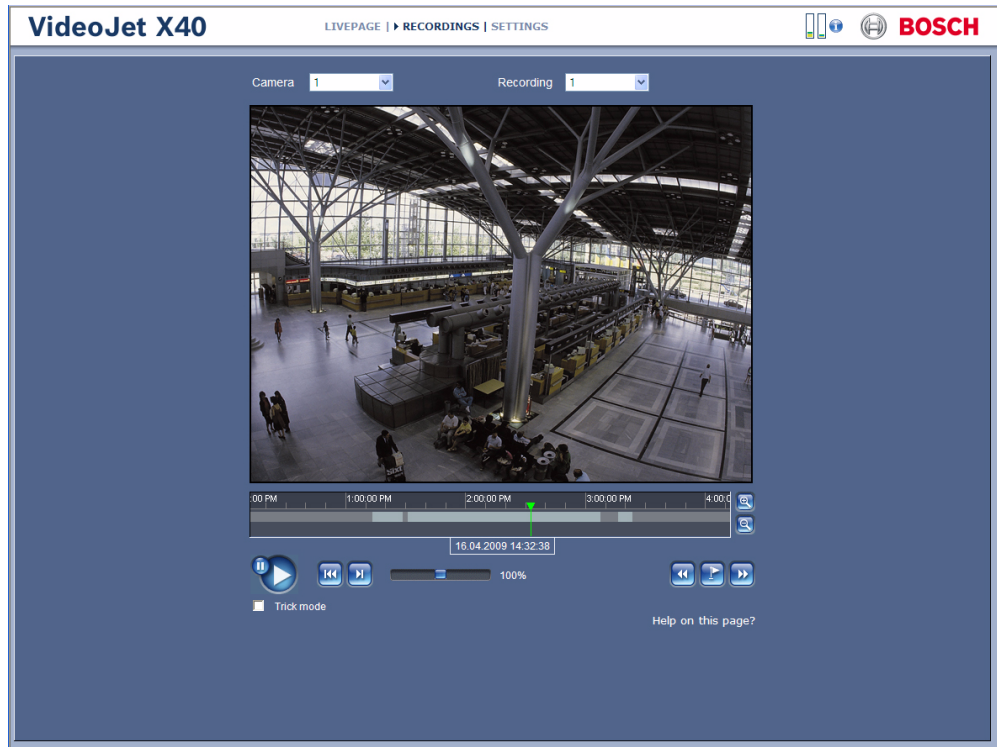 VideoJet X40
LIVEPAGE | RECORDINGS | SETTINGS
BOSCH
Camera 1
Recording 1
:00 PM 1:00:00 PM 2:00:00 PM 3:00:00 PM 4:00:0
16.04.2009 14:32:38
100%
Trick mode
Help on this page?